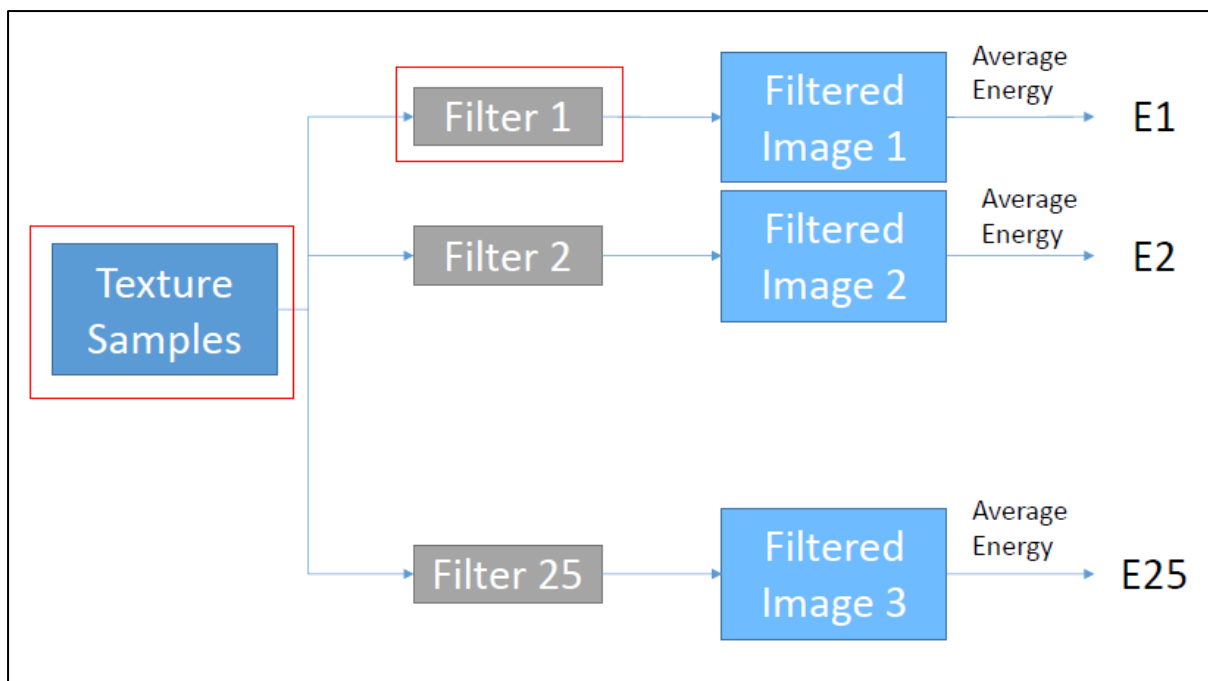 Texture
Samples
Filter 1
Filtered
Image 1
Average
Energy
E1
Filter 2
Filtered
Image 2
Average
Energy
E2
Filter 25
Filtered
Image 3
Average
Energy
E25